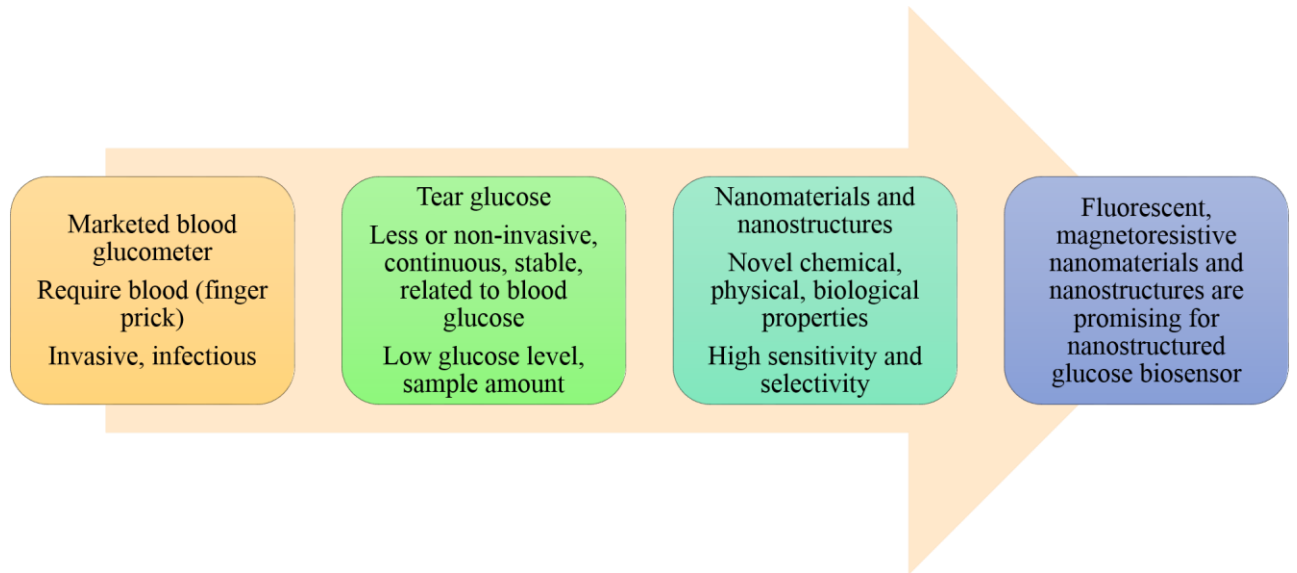 Marketed blood
glucometer
Require blood (finger
prick)
Invasive, infectious
Tear glucose
Less or non-invasive,
continuous, stable,
related to blood
glucose
Low glucose level,
sample amount
Nanomaterials and
nanostructures
Novel chemical,
physical, biological
properties
High sensitivity and
selectivity
Fluorescent,
magnetoresistive
nanomaterials and
nanostructures are
promising for
nanostructured
glucose biosensor